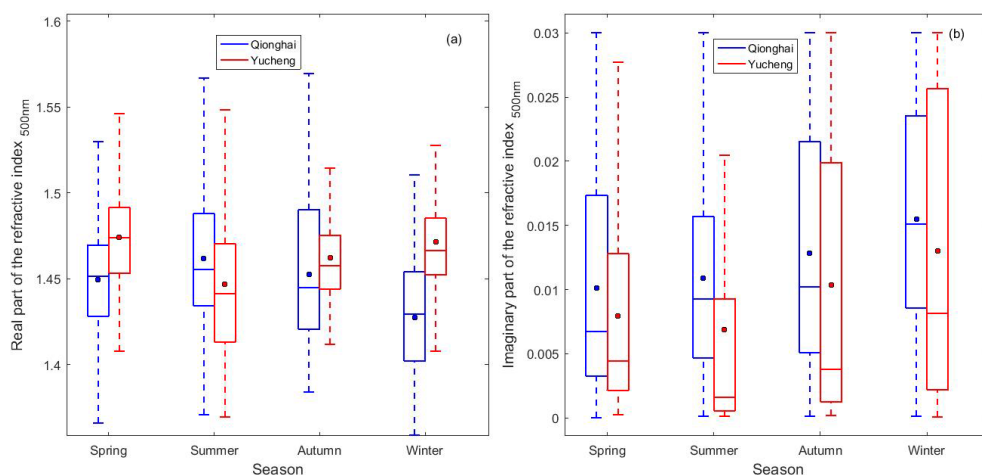 (a)
Qionghai
Yucheng
Real part of the refractive index 500nm
1.6
1.55
1.5
1.45
1.4
Spring Summer Autumn Winter
Season
(b)
Qionghai
Yucheng
Imaginary part of the refractive index 500nm
0.03
0.025
0.02
0.015
0.01
0.005
0
Spring Summer Autumn Winter
Season